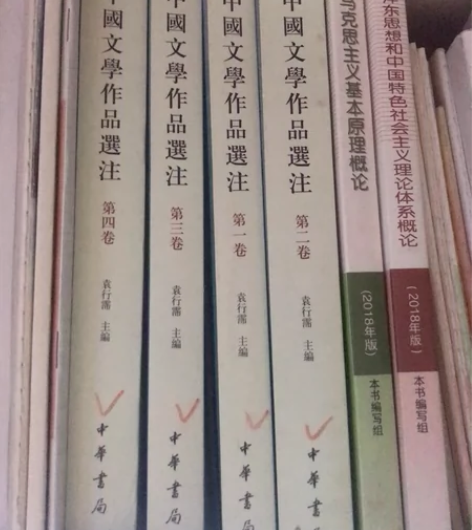 中國文學作品選注
第四卷
袁行霈 主編
中華書局
中國文學作品選注
第三卷
袁行霈 主編
中華書局
中國文學作品選注
第一卷
袁行霈 主編
中華書局
中國文學作品選注
第二卷
袁行霈 主編
中華書局
马克思主义基本原理概论
(2018年版)
本书编写组
泽东思想和中国特色社会主义理论体系概论
(2018年版)
本书编写组